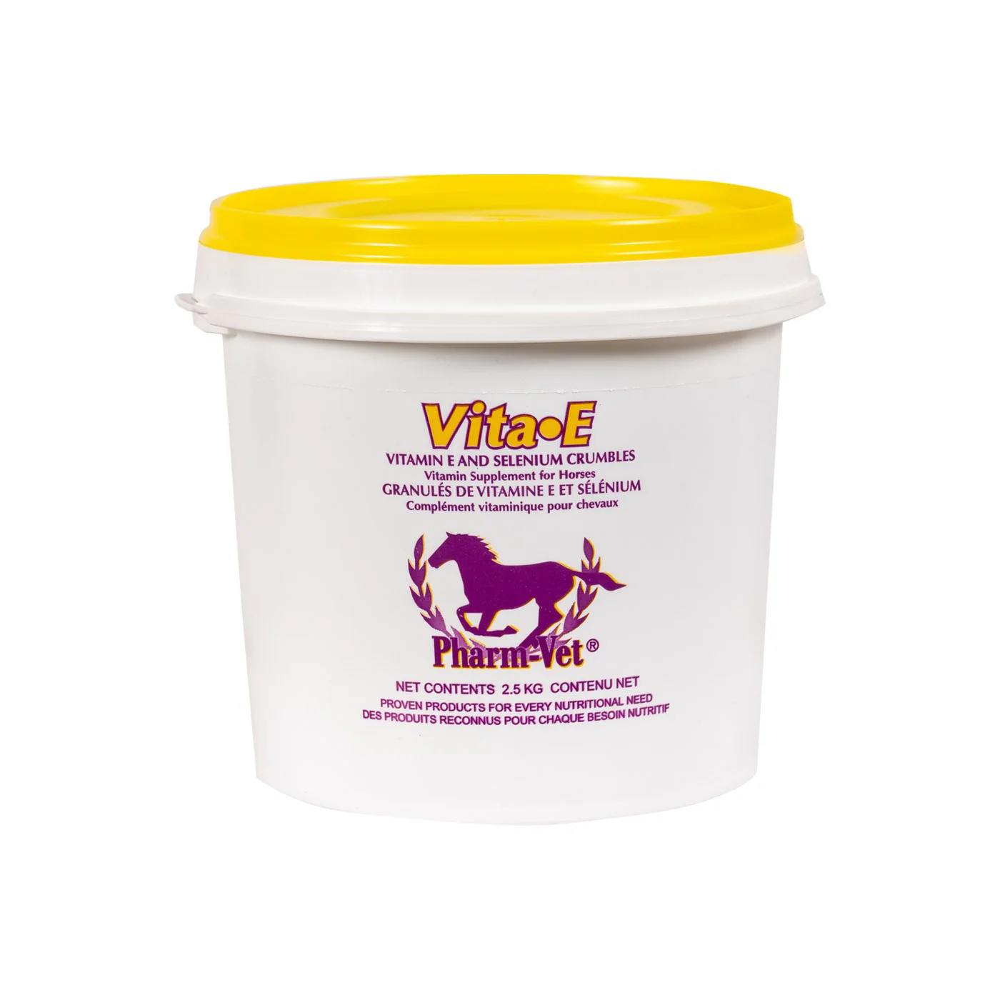 Vita•E
VITAMIN E AND SELENIUM CRUMBLES
Vitamin Supplement for Horses
GRANULÉS DE VITAMINE E ET SÉLÉNIUM
Complément vitaminique pour chevaux
Pharm-Vet®
NET CONTENTS 2.5 KG CONTENU NET
PROVEN PRODUCTS FOR EVERY NUTRITIONAL NEED
DES PRODUITS RECONNUS POUR CHAQUE BESOIN NUTRITIF